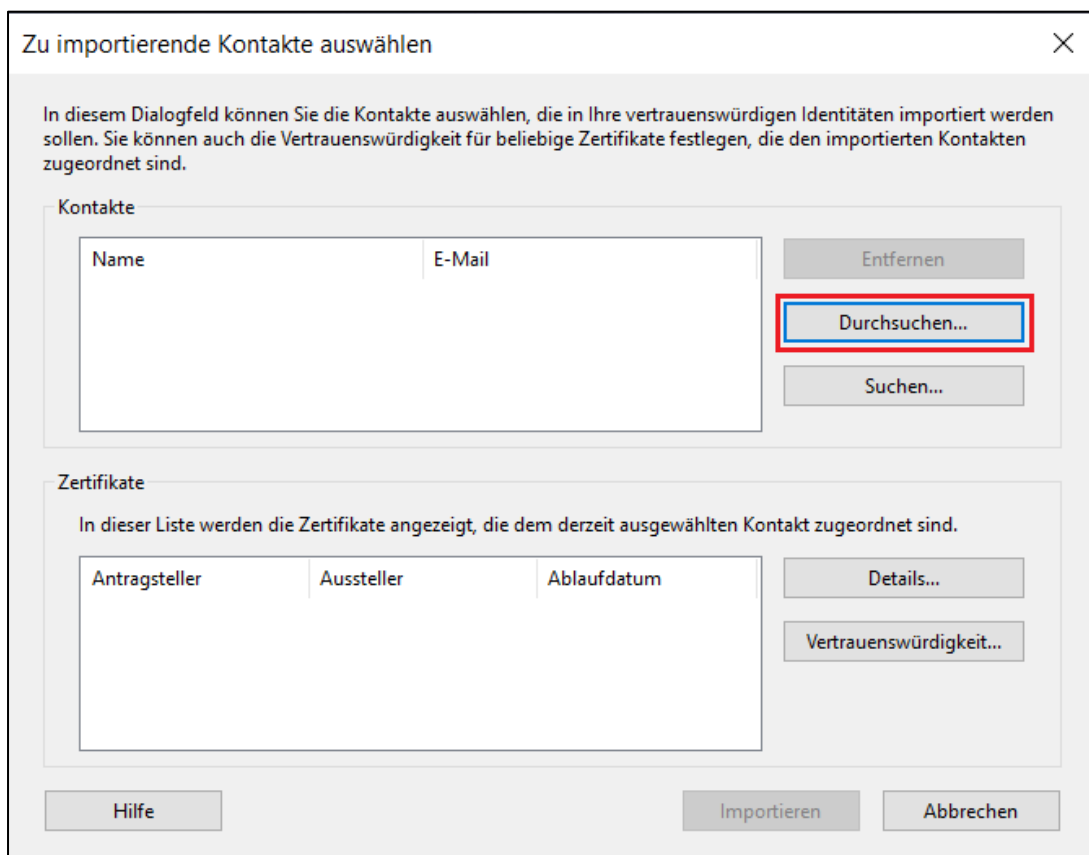 Zu importierende Kontakte auswählen
In diesem Dialogfeld können Sie die Kontakte auswählen, die in Ihre vertrauenswürdigen Identitäten importiert werden
sollen. Sie können auch die Vertrauenswürdigkeit für beliebige Zertifikate festlegen, die den importierten Kontakten
zugeordnet sind.
Kontakte
Name E-Mail
Entfernen
Durchsuchen...
Suchen...
Zertifikate
In dieser Liste werden die Zertifikate angezeigt, die dem derzeit ausgewählten Kontakt zugeordnet sind.
Antragsteller Aussteller Ablaufdatum
Details...
Vertrauenswürdigkeit...
Hilfe Importieren Abbrechen